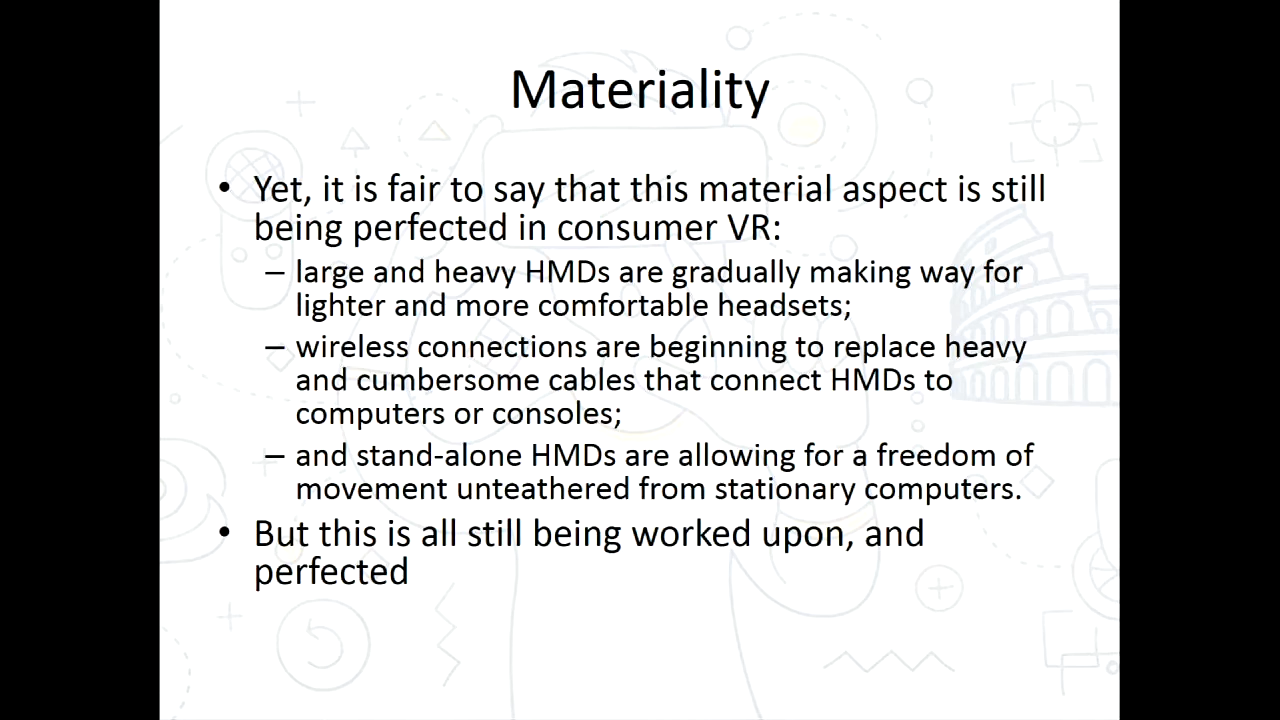 Materiality
• Yet, it is fair to say that this material aspect is still
being perfected in consumer VR:
– large and heavy HMDs are gradually making way for
lighter and more comfortable headsets;
– wireless connections are beginning to replace heavy
and cumbersome cables that connect HMDs to
computers or consoles;
– and stand-alone HMDs are allowing for a freedom of
movement unteathered from stationary computers.
• But this is all still being worked upon, and
perfected